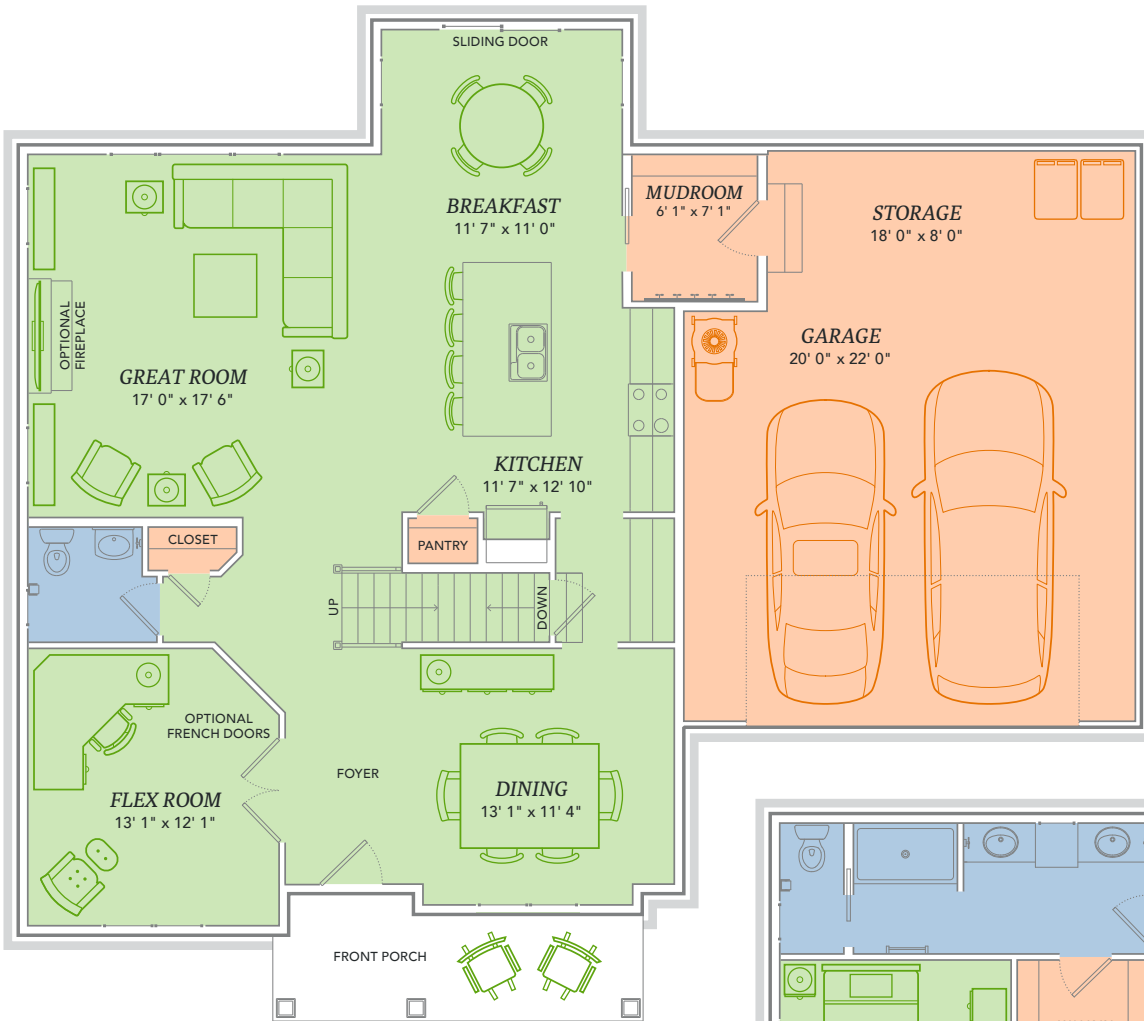 SLIDING DOOR
BREAKFAST
11' 7" x 11' 0"
MUDROOM
6' 1" x 7' 1"
STORAGE
18' 0" x 8' 0"
OPTIONAL
FIREPLACE
GREAT ROOM
17' 0" x 17' 6"
GARAGE
20' 0" x 22' 0"
KITCHEN
11' 7" x 12' 10"
CLOSET
PANTRY
UP
DOWN
OPTIONAL
FRENCH DOORS
FOYER
FLEX ROOM
13' 1" x 12' 1"
DINING
13' 1" x 11' 4"
FRONT PORCH